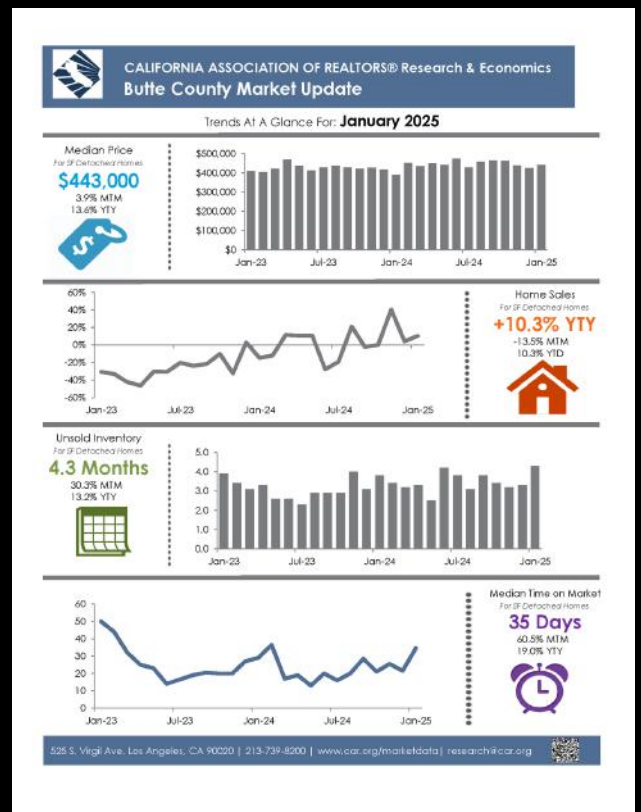 CALIFORNIA ASSOCIATION OF REALTORS® Research & Economics
Butte County Market Update
Trends At A Glance For: January 2025
Median Price
For SF Detached Homes
$443,000
3.9% MTM
13.6% YTY
$500,000
$400,000
$300,000
$200,000
$100,000
$0
Jan-23 Jul-23 Jan-24 Jul-24 Jan-25
60%
40%
20%
0%
-20%
-40%
-60%
Jan-23 Jul-23 Jan-24 Jul-24 Jan-25
Home Sales
For SF Detached Homes
+10.3% YTY
-13.5% MTM
10.3% YTD
Unsold Inventory
For SF Detached Homes
4.3 Months
30.3% MTM
13.2% YTY
5.0
4.0
3.0
2.0
1.0
0.0
Jan-23 Jul-23 Jan-24 Jul-24 Jan-25
60
50
40
30
20
10
0
Jan-23 Jul-23 Jan-24 Jul-24 Jan-25
Median Time on Market
For SF Detached Homes
35 Days
60.5% MTM
19.0% YTY
525 S. Virgil Ave. Los Angeles, CA 90020 | 213-739-8200 | www.car.org/marketdata | research@car.org